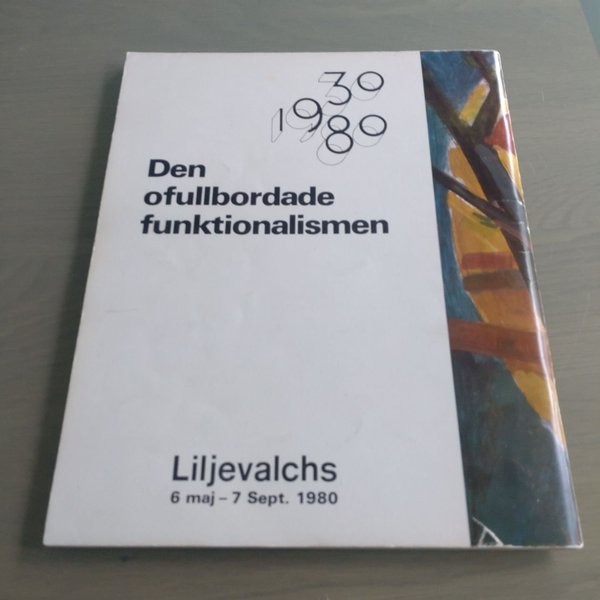 1930
1980
Den
ofullbordade
funktionalismen
Liljevalchs
6 maj – 7 Sept. 1980